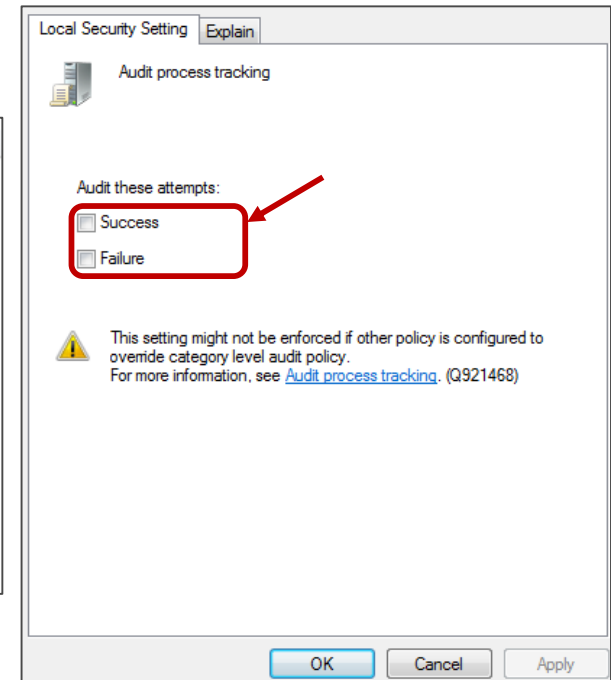 Local Security Setting Explain
Audit process tracking
Audit these attempts:
Success
Failure
This setting might not be enforced if other policy is configured to
override category level audit policy.
For more information, see Audit process tracking. (Q921468)
OK Cancel Apply